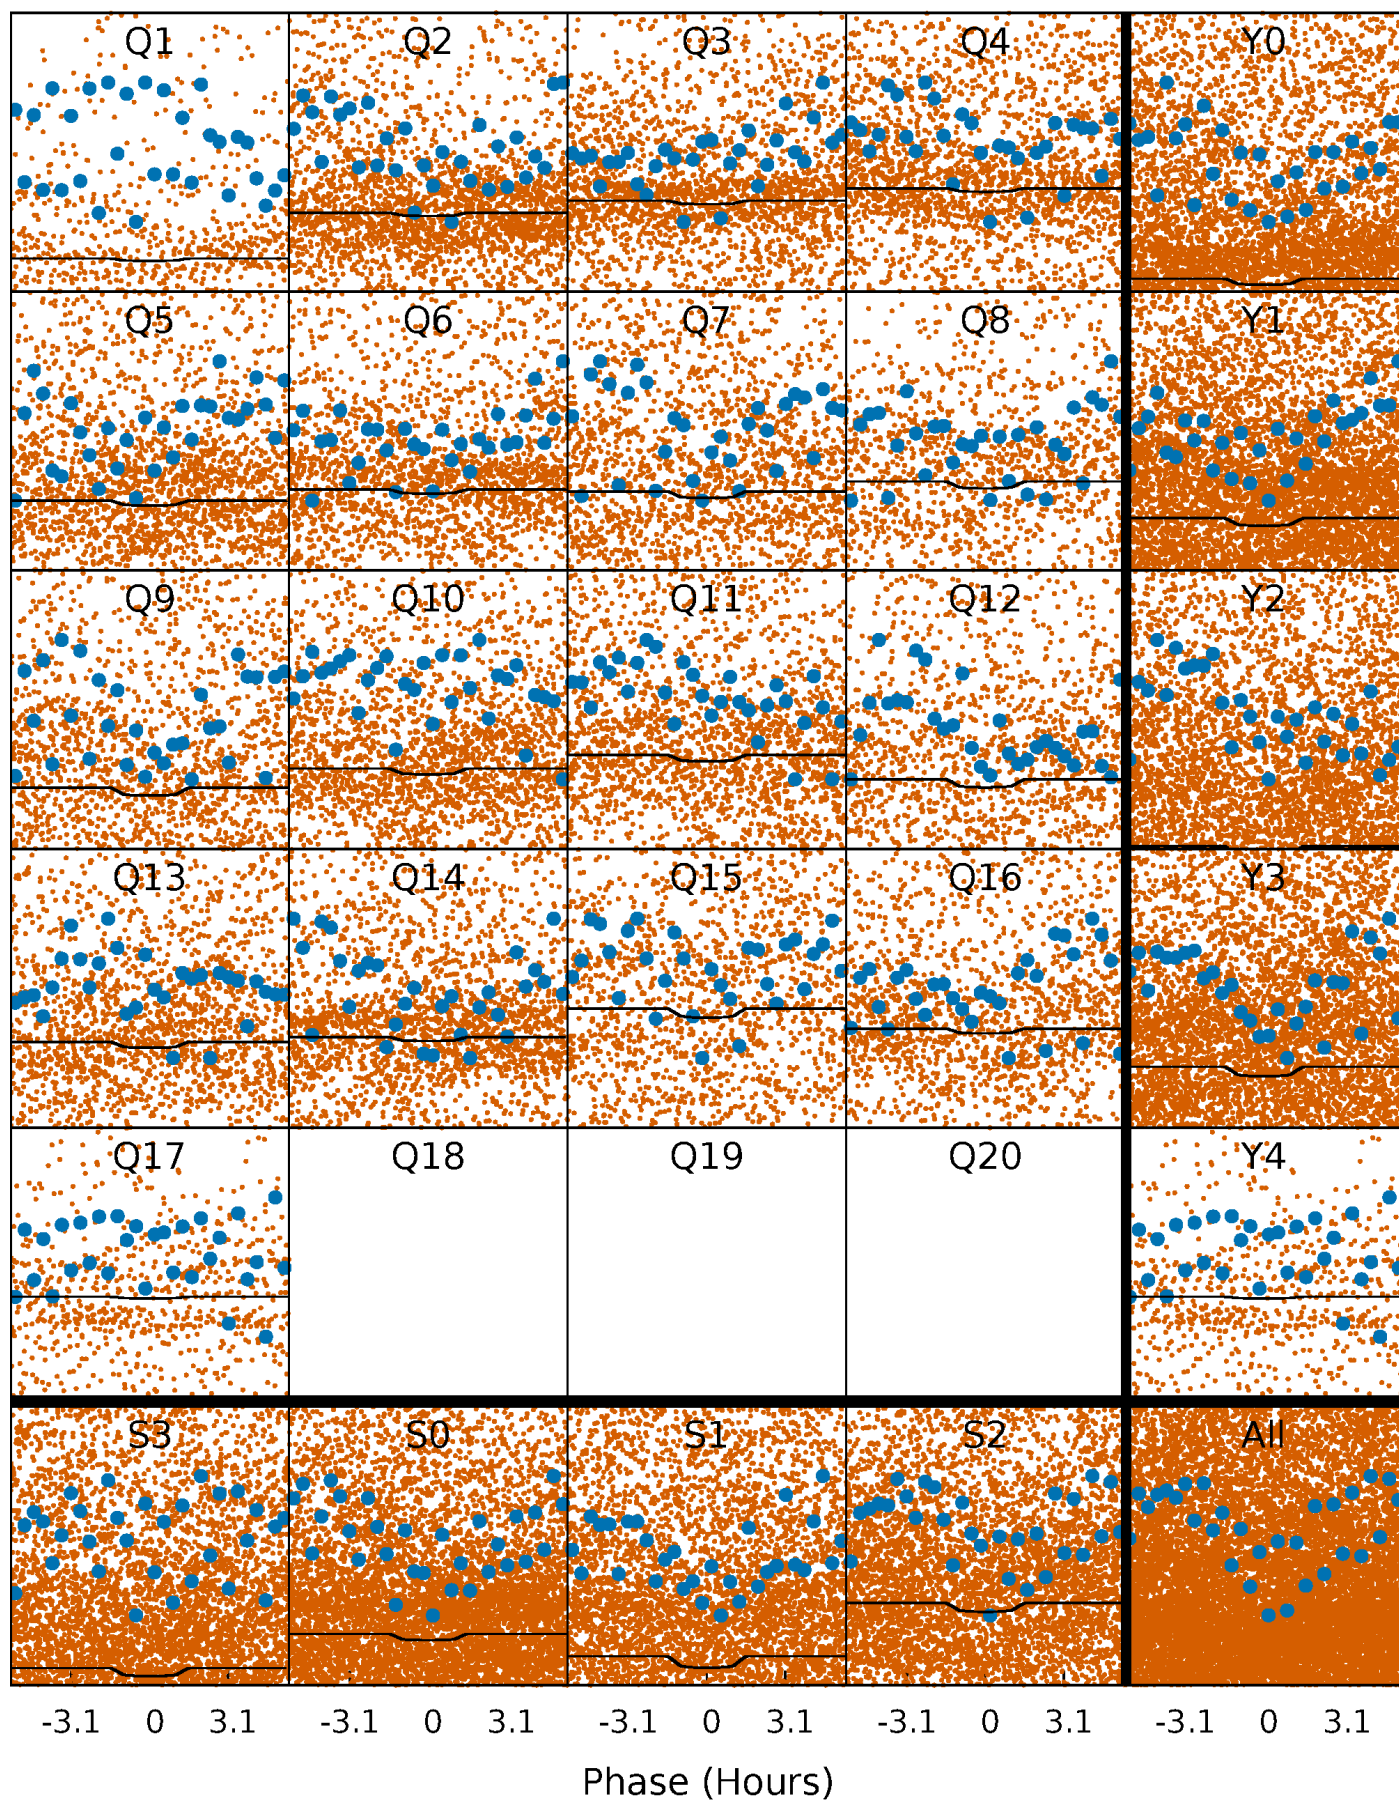 Q1 Q2 Q3 Q4 Y0
Q5 Q6 Q7 Q8 Y1
Q9 Q10 Q11 Q12 Y2
Q13 Q14 Q15 Q16 Y3
Q17 Q18 Q19 Q20 Y4
S3 S0 S1 S2 All
-3.1 0 3.1 -3.1 0 3.1 -3.1 0 3.1 -3.1 0 3.1 -3.1 0 3.1
Phase (Hours)